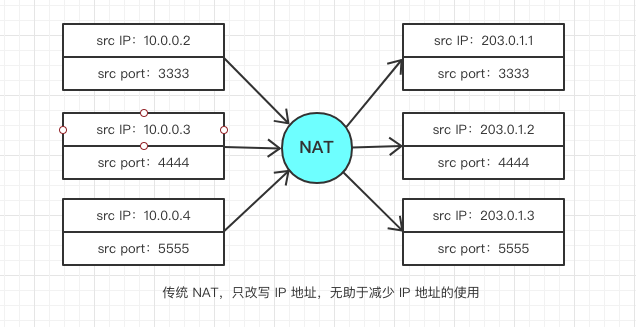 src IP：10.0.0.2
src port：3333
src IP：10.0.0.3
src port：4444
src IP：10.0.0.4
src port：5555
NAT
src IP：203.0.1.1
src port：3333
src IP：203.0.1.2
src port：4444
src IP：203.0.1.3
src port：5555
传统 NAT，只改写 IP 地址，无助于减少 IP 地址的使用